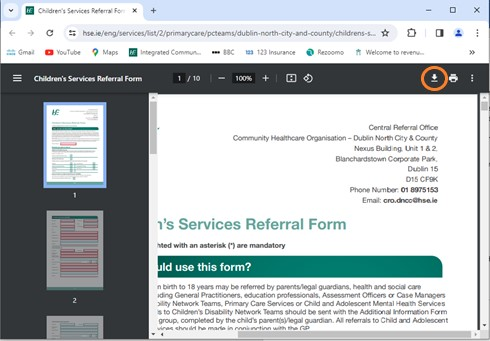 Children's Services Referral Form
hse.ie/eng/services/list/2/primarycare/pcteams/dublin-north-city-and-county/childrens-s...
Gmail YouTube Maps Integrated Commun... BBC 123 Insurance Rezoomo Welcome to revenu...
Children's Services Referral Form 1 / 10 − 100% +
1
2
Central Referral Office
Community Healthcare Organisation – Dublin North City & County
Nexus Building, Unit 1 & 2,
Blanchardstown Corporate Park,
Dublin 15
D15 CF9K
Phone Number: 01 8975153
Email: cro.dncc@hse.ie
n's Services Referral Form
hted with an asterisk (*) are mandatory
uld use this form?
m birth to 18 years may be referred by parents/legal guardians, health and social care
ding General Practitioners, education professionals, Assessment Officers or Case Managers
bility Network Teams, Primary Care Services or Child and Adolescent Mental Health Services
ls to Children's Disability Network Teams should be sent with the Additional Information Form
group, completed by the child's parent(s)/legal guardian. All referrals to Child and Adolescent
vices should be made in conjunction with the GP.